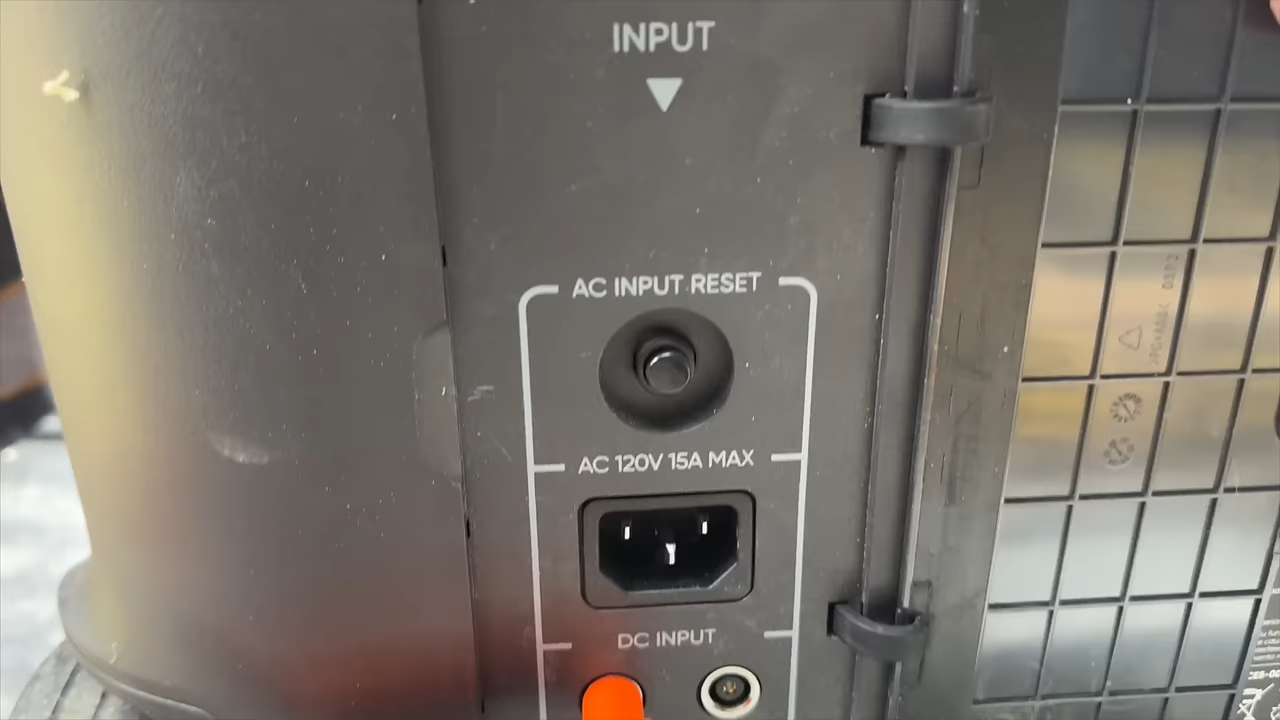 INPUT
AC INPUT RESET
AC 120V 15A MAX
DC INPUT